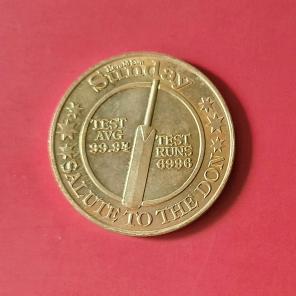 Sunday
TEST
AVG
99.94
TEST
RUNS
6996
SALUTE TO THE DON